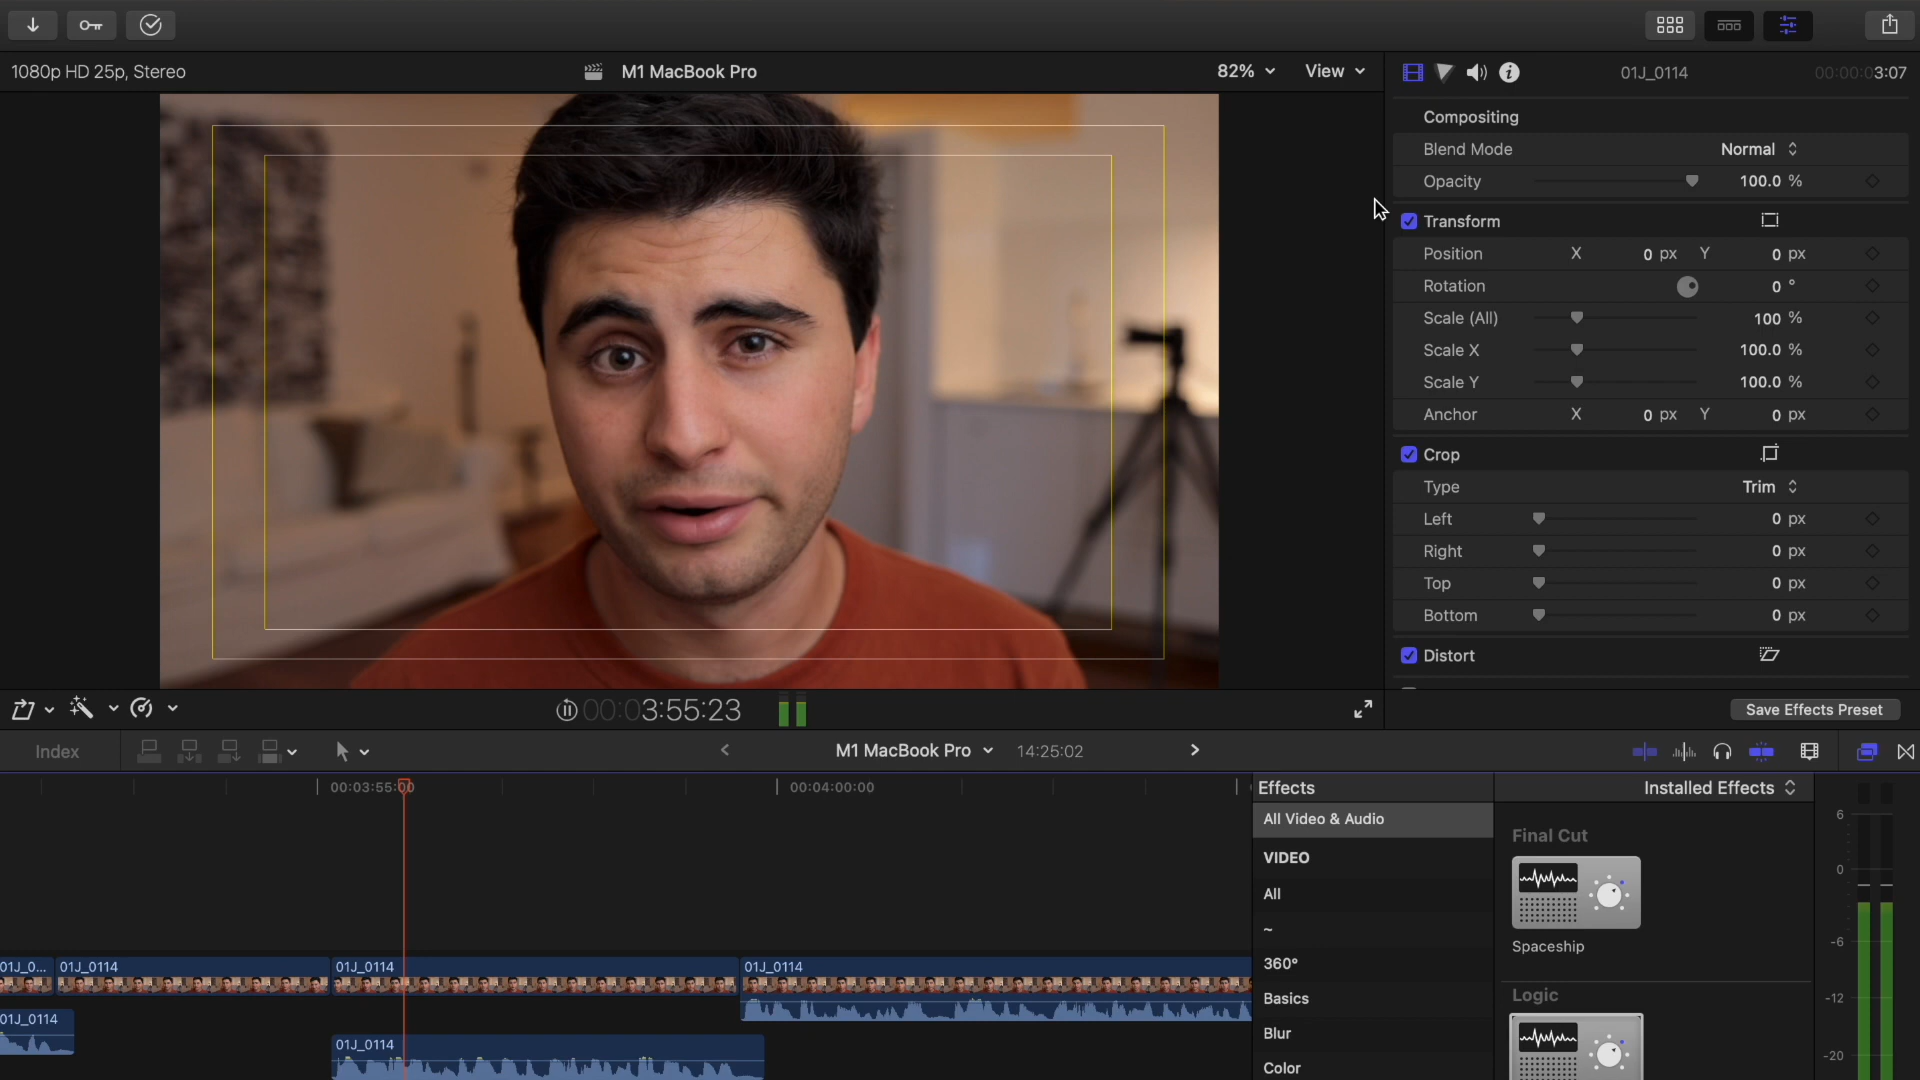 1080p HD 25p, Stereo
M1 MacBook Pro
82%
View
01J_0114
00:00:03:07
Compositing
Blend Mode
Normal
Opacity
100.0 %
Transform
Position X 0 px Y 0 px
Rotation 0 °
Scale (All) 100 %
Scale X 100.0 %
Scale Y 100.0 %
Anchor X 0 px Y 0 px
Crop
Type Trim
Left 0 px
Right 0 px
Top 0 px
Bottom 0 px
Distort
00:03:55:23
Save Effects Preset
Index
M1 MacBook Pro
14:25:02
00:03:55:00
00:04:00:00
Effects
Installed Effects
All Video & Audio
VIDEO
All
~
360°
Basics
Blur
Color
Final Cut
Spaceship
Logic
6
0
-6
-12
-20
01J_0...
01J_0114
01J_0114
01J_0114
01J_0114
01J_0114